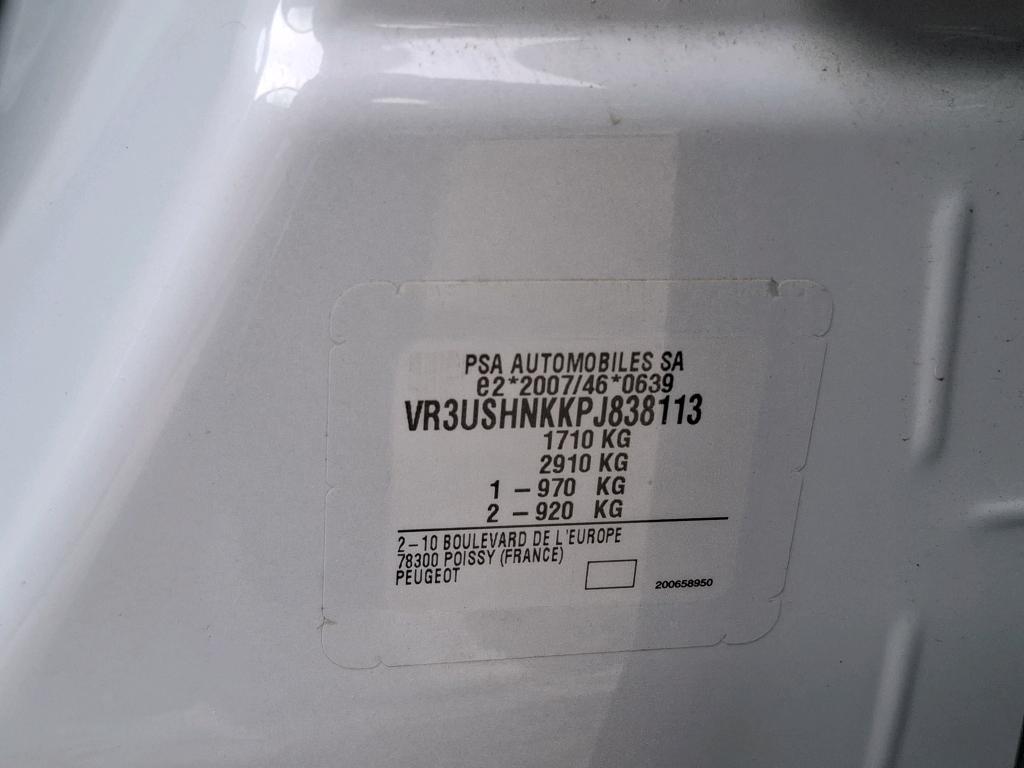 PSA AUTOMOBILES SA
e2*2007/46*0639
VR3USHNKKPJ838113
1710 KG
2910 KG
1 – 970 KG
2 – 920 KG
2 – 10 BOULEVARD DE L'EUROPE
78300 POISSY (FRANCE)
PEUGEOT
200658950